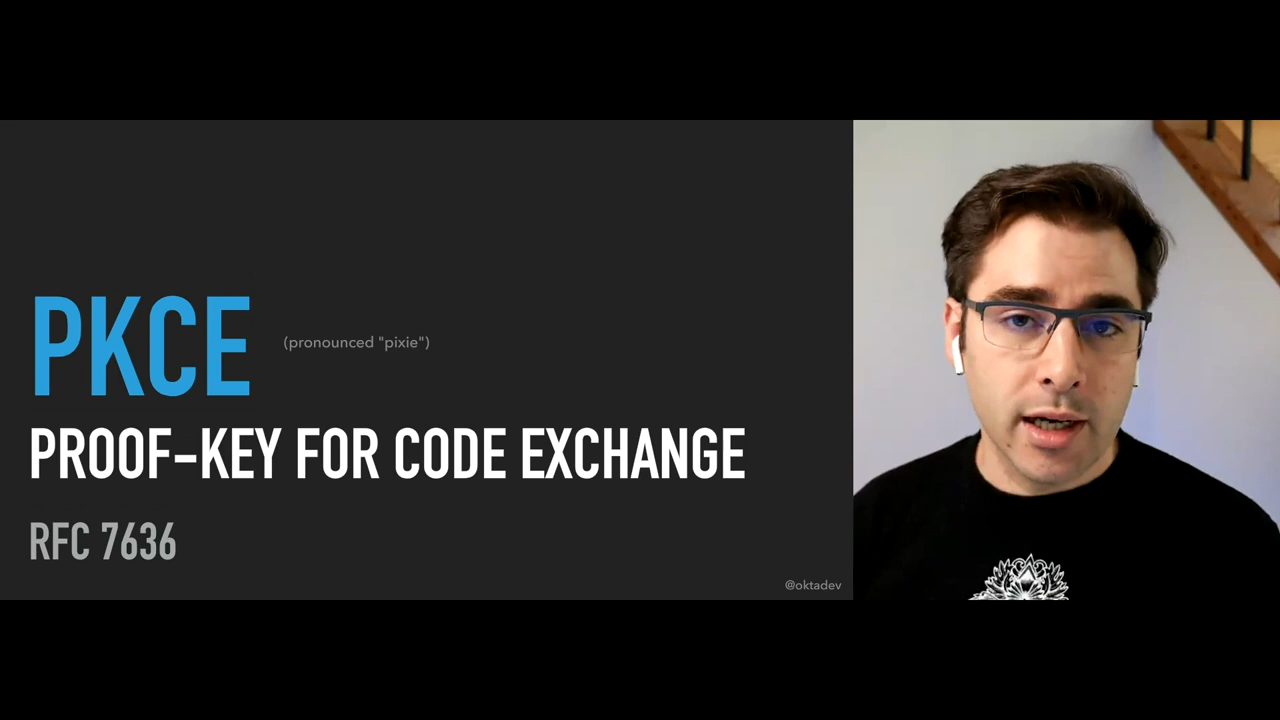 PKCE (pronounced "pixie")
PROOF-KEY FOR CODE EXCHANGE
RFC 7636
@oktadev